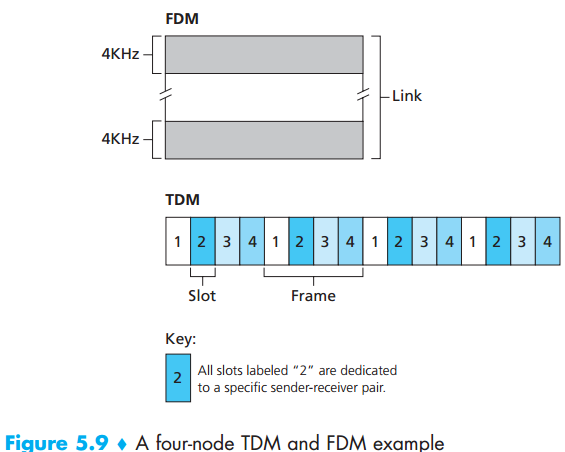 FDM
4KHz
Link
4KHz
TDM
1 2 3 4 1 2 3 4 1 2 3 4 1 2 3 4
Slot
Frame
Key:
2
All slots labeled “2” are dedicated
to a specific sender-receiver pair.
Figure 5.9 ♦ A four-node TDM and FDM example